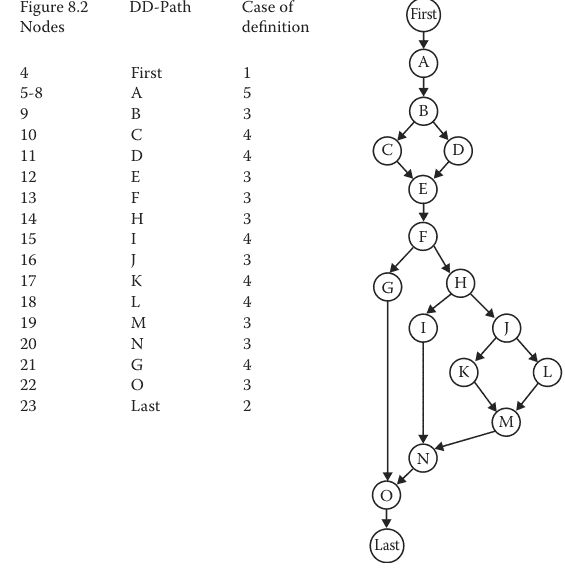 Figure 8.2 DD-Path Case of
Nodes definition
4 First 1
5-8 A 5
9 B 3
10 C 4
11 D 4
12 E 3
13 F 3
14 H 3
15 I 4
16 J 3
17 K 4
18 L 4
19 M 3
20 N 3
21 G 4
22 O 3
23 Last 2
First
A
B
C D
E
F
G H
I J
K L
M
N
O
Last